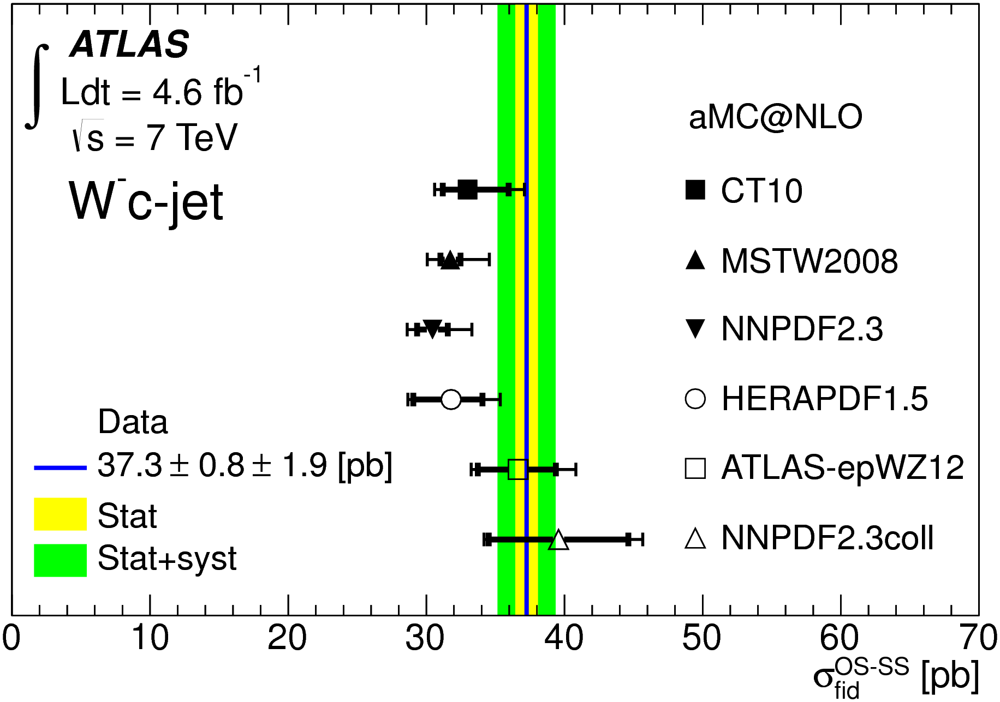 ATLAS
∫ Ldt = 4.6 fb⁻¹
√s = 7 TeV
W⁻c-jet
aMC@NLO
CT10
MSTW2008
NNPDF2.3
HERAPDF1.5
ATLAS-epWZ12
NNPDF2.3coll
Data
37.3 ± 0.8 ± 1.9 [pb]
Stat
Stat+syst
0 10 20 30 40 50 60 70
σ_fid^OS-SS [pb]